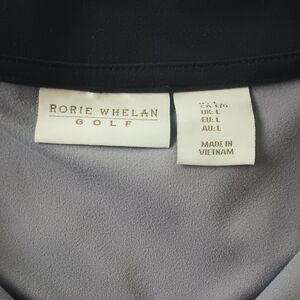 RORIE WHELAN
GOLF
UK: L
EU: L
AU: L
MADE IN
VIETNAM